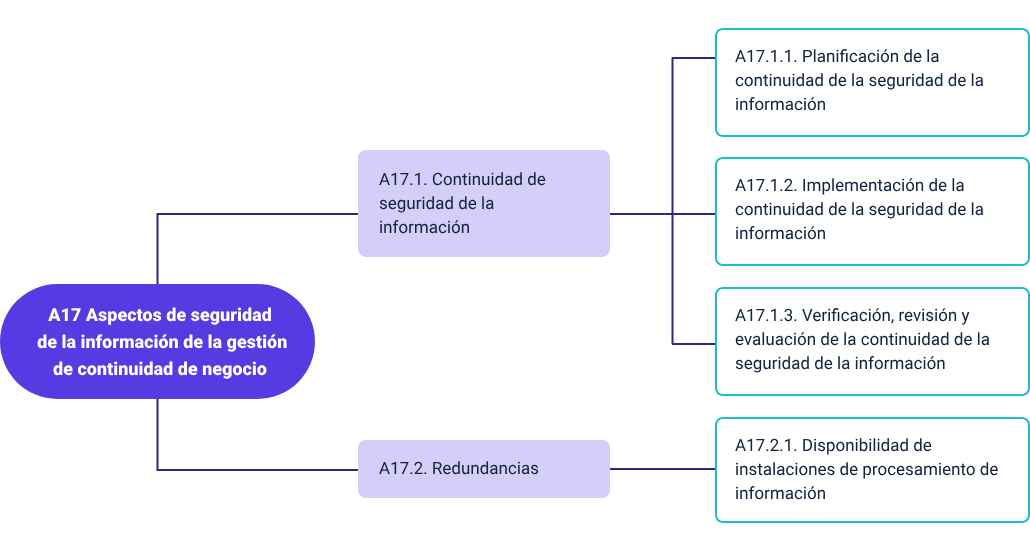 A17 Aspectos de seguridad
de la información de la gestión
de continuidad de negocio
A17.1. Continuidad de
seguridad de la
información
A17.1.1. Planificación de la
continuidad de la seguridad de la
información
A17.1.2. Implementación de la
continuidad de la seguridad de la
información
A17.1.3. Verificación, revisión y
evaluación de la continuidad de la
seguridad de la información
A17.2. Redundancias
A17.2.1. Disponibilidad de
instalaciones de procesamiento de
información